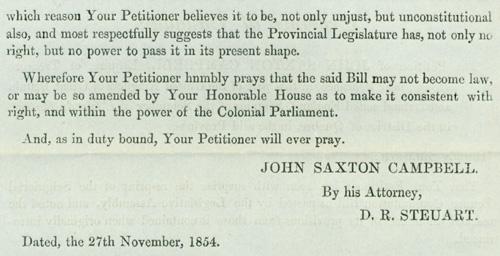 which reason Your Petitioner believes it to be, not only unjust, but unconstitutional
also, and most respectfully suggests that the Provincial Legislature has, not only no
right, but no power to pass it in its present shape.
Wherefore Your Petitioner hnmbly prays that the said Bill may not become law,
or may be so amended by Your Honorable House as to make it consistent with
right, and within the power of the Colonial Parliament.
And, as in duty bound, Your Petitioner will ever pray.
JOHN SAXTON CAMPBELL.
By his Attorney,
D. R. STEUART.
Dated, the 27th November, 1854.